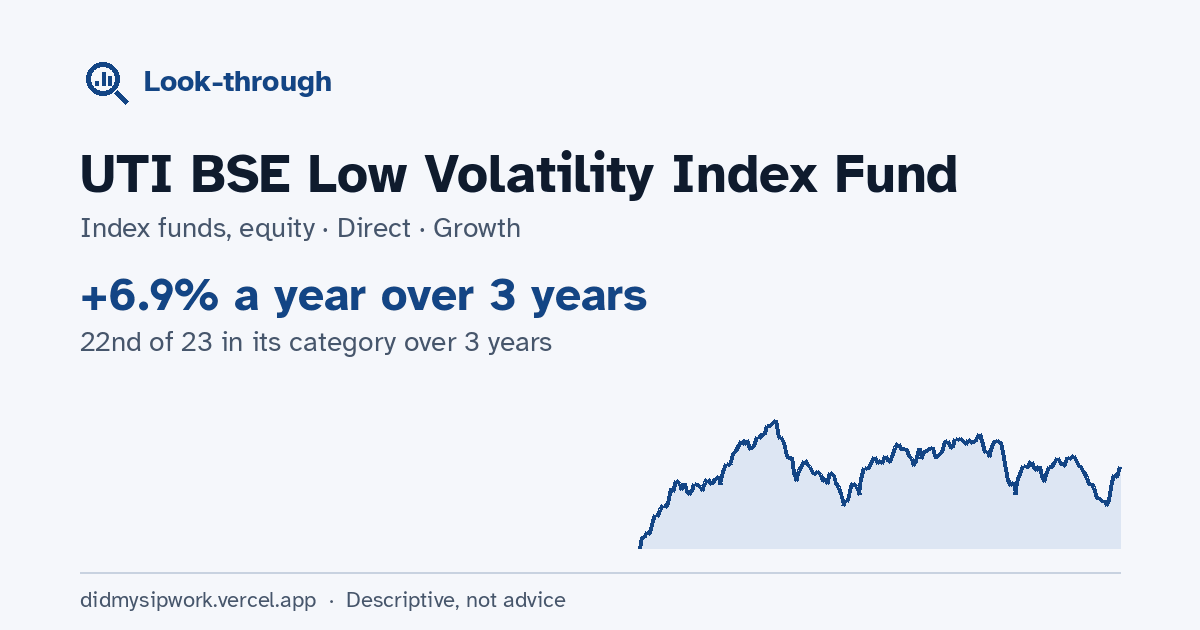 Look-through
UTI BSE Low Volatility Index Fund
Index funds, equity · Direct · Growth
+6.9% a year over 3 years
22nd of 23 in its category over 3 years
didmysipwork.vercel.app · Descriptive, not advice